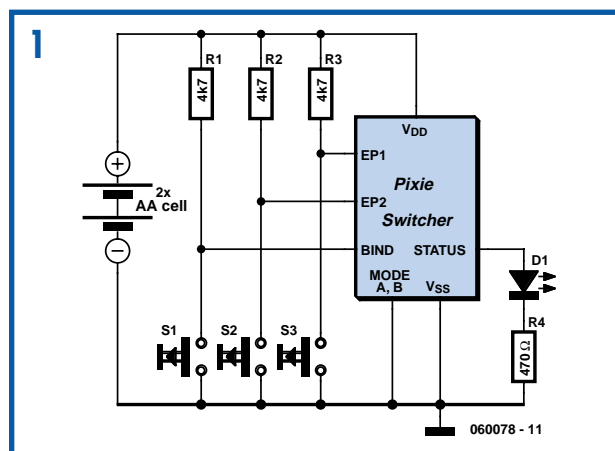 1
R1 R2 R3
4k7 4k7 4k7
VDD
EP1
Pixie
EP2
Switcher
2x
AA cell
BIND STATUS
D1
MODE
A, B VSS
R4
S1 S2 S3
470Ω
060078 - 11